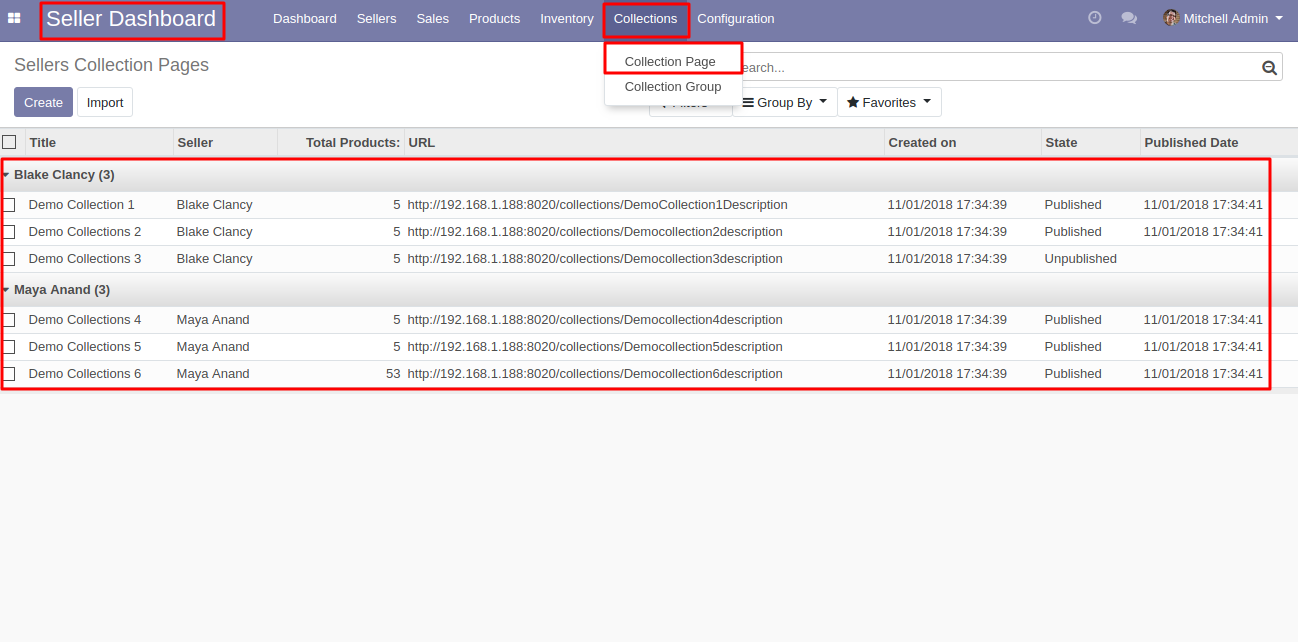 Seller Dashboard Dashboard Sellers Sales Products Inventory Collections Configuration Mitchell Admin
Sellers Collection Pages Collection Page earch...
Collection Group
Create Import Group By Favorites
Title Seller Total Products: URL Created on State Published Date
Blake Clancy (3)
Demo Collection 1 Blake Clancy 5 http://192.168.1.188:8020/collections/DemoCollection1Description 11/01/2018 17:34:39 Published 11/01/2018 17:34:41
Demo Collections 2 Blake Clancy 5 http://192.168.1.188:8020/collections/Democollection2description 11/01/2018 17:34:39 Published 11/01/2018 17:34:41
Demo Collections 3 Blake Clancy 5 http://192.168.1.188:8020/collections/Democollection3description 11/01/2018 17:34:39 Unpublished
Maya Anand (3)
Demo Collections 4 Maya Anand 5 http://192.168.1.188:8020/collections/Democollection4description 11/01/2018 17:34:39 Published 11/01/2018 17:34:41
Demo Collections 5 Maya Anand 5 http://192.168.1.188:8020/collections/Democollection5description 11/01/2018 17:34:39 Published 11/01/2018 17:34:41
Demo Collections 6 Maya Anand 53 http://192.168.1.188:8020/collections/Democollection6description 11/01/2018 17:34:39 Published 11/01/2018 17:34:41